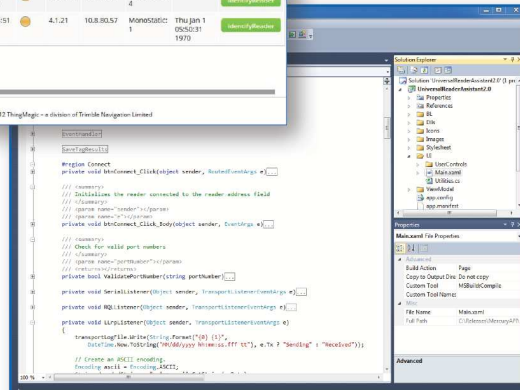 4
IdentifyReader
:51 4.1.21 10.8.80.57 MonoStatic: 1 Thu Jan 1 05:50:31 1970 IdentifyReader
12 ThingMagic – a division of Trimble Navigation Limited
Solution Explorer
Solution 'UniversalReaderAssistant2.0' (1 pro
UniversalReaderAssistant2.0
Properties
References
BL
Dlls
Icons
Images
Stylesheet
UI
UserControls
Main.xaml
Utilities.cs
ViewModel
app.config
app.manifest
EventHandler
SaveTagResults
#region Connect
private void btnConnect_Click(object sender, RoutedEventArgs e)...
/// <summary>
/// Initializes the reader connected to the reader-address field
/// </summary>
/// <param name="sender"></param>
/// <param name="e"></param>
private void btnConnect_Click_Body(object sender, EventArgs e)...
/// <summary>
/// Check for valid port numbers
/// </summary>
/// <param name="portNumber"></param>
/// <returns></returns>
private bool ValidatePortNumber(string portNumber)...
private void SerialListener(Object sender, TransportListenerEventArgs e)...
private void RQLListener(Object sender, TransportListenerEventArgs e)...
private void LLrpListener(Object sender, TransportListenerEventArgs e)
{
transportLog.Write(String.Format("{0} {1}",
DateTime.Now.ToString("MM/dd/yyyy hh:mm:ss.fff tt"), e.Tx ? "Sending" : "Received"));
// Create an ASCII encoding.
Encoding ascii = Encoding.ASCII;
100 %
Properties
Main.xaml File Properties
Advanced
Build Action Page
Copy to Output Dire Do not copy
Custom Tool MSBuild:Compile
Custom Tool Names
Misc
File Name Main.xaml
Full Path
Advanced